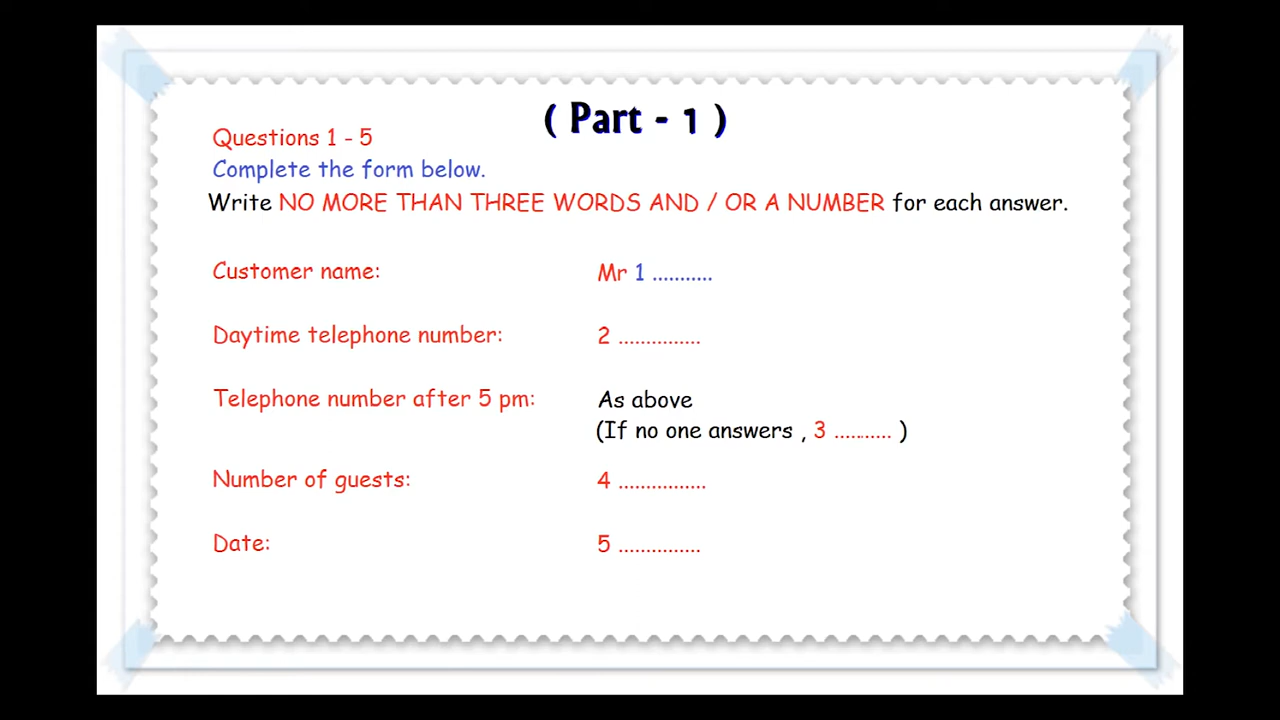 ( Part - 1 )
Questions 1 - 5
Complete the form below.
Write NO MORE THAN THREE WORDS AND / OR A NUMBER for each answer.
Customer name: Mr 1 ...........
Daytime telephone number: 2 ...............
Telephone number after 5 pm: As above
(If no one answers , 3 ........... )
Number of guests: 4 ................
Date: 5 ...............